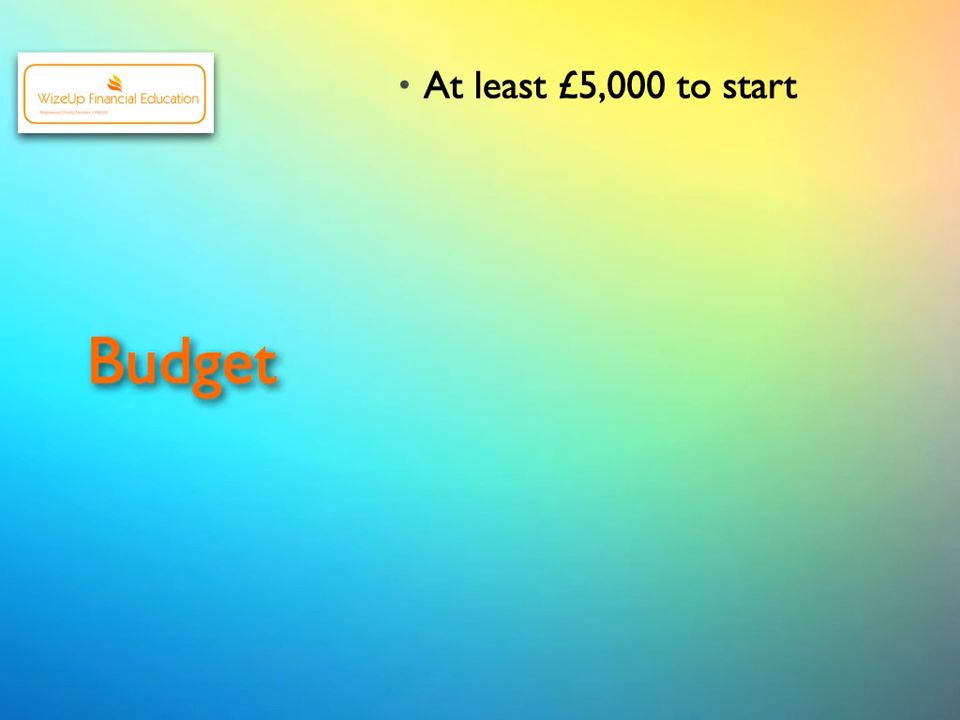 WizeUp Financial Education
• At least £5,000 to start
Budget